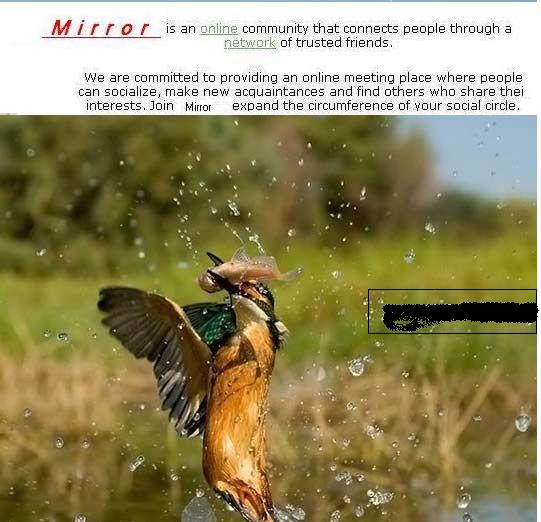 Mirror is an online community that connects people through a
network of trusted friends.
We are committed to providing an online meeting place where people
can socialize, make new acquaintances and find others who share thei
interests. Join Mirror expand the circumference of your social circle.